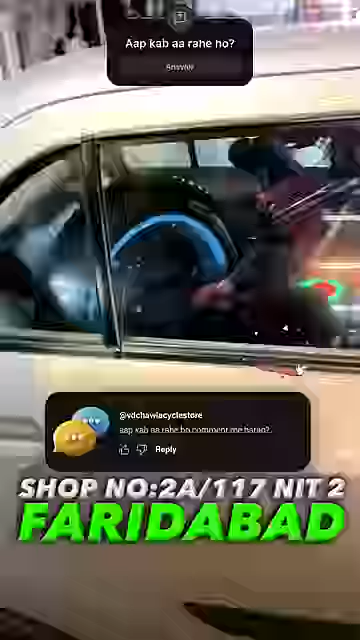 Aap kab aa rahe ho?
Answer
@vdchawlacyclestore
aap kab aa rahe ho comment me batao?
Reply
SHOP NO:2A/117 NIT 2
FARIDABAD